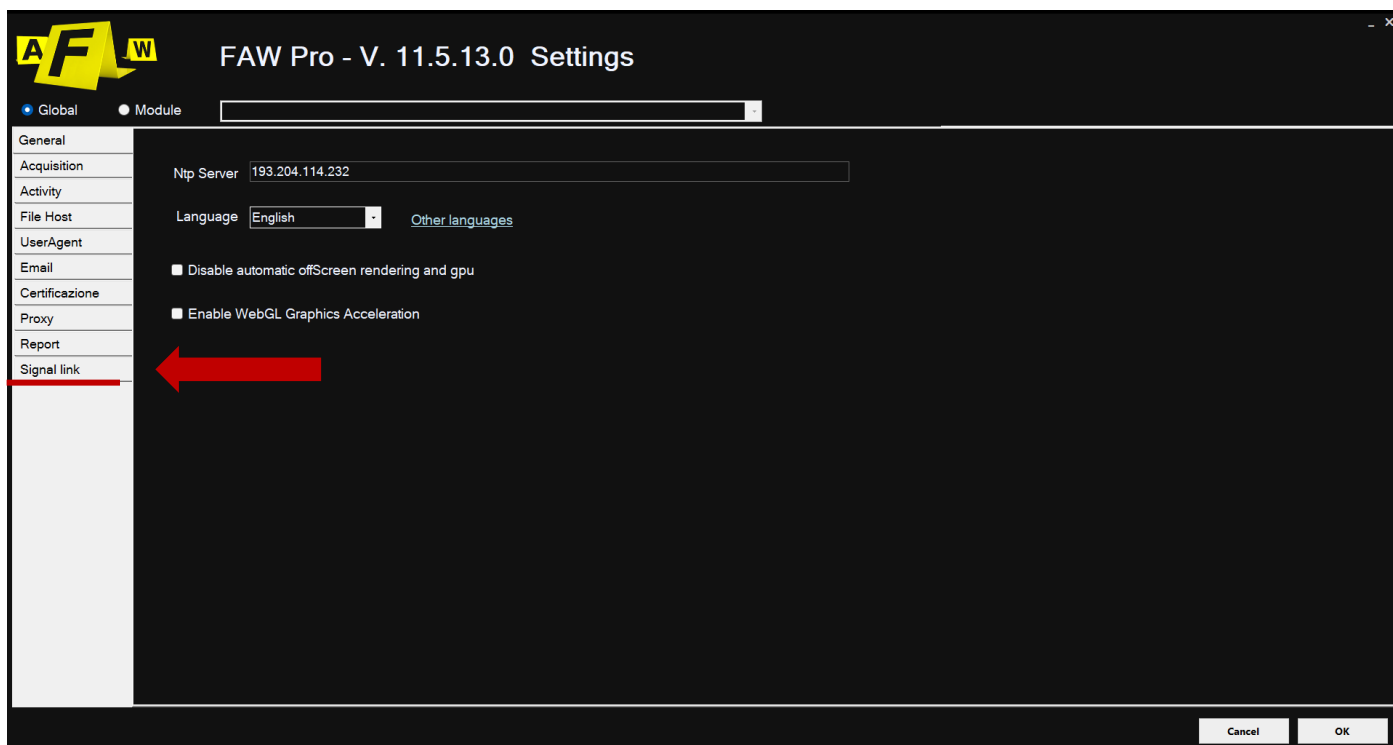 A F W
FAW Pro - V. 11.5.13.0 Settings
Global Module
General
Acquisition
Activity
File Host
UserAgent
Email
Certificazione
Proxy
Report
Signal link
Ntp Server 193.204.114.232
Language English Other languages
Disable automatic offScreen rendering and gpu
Enable WebGL Graphics Acceleration
Cancel OK